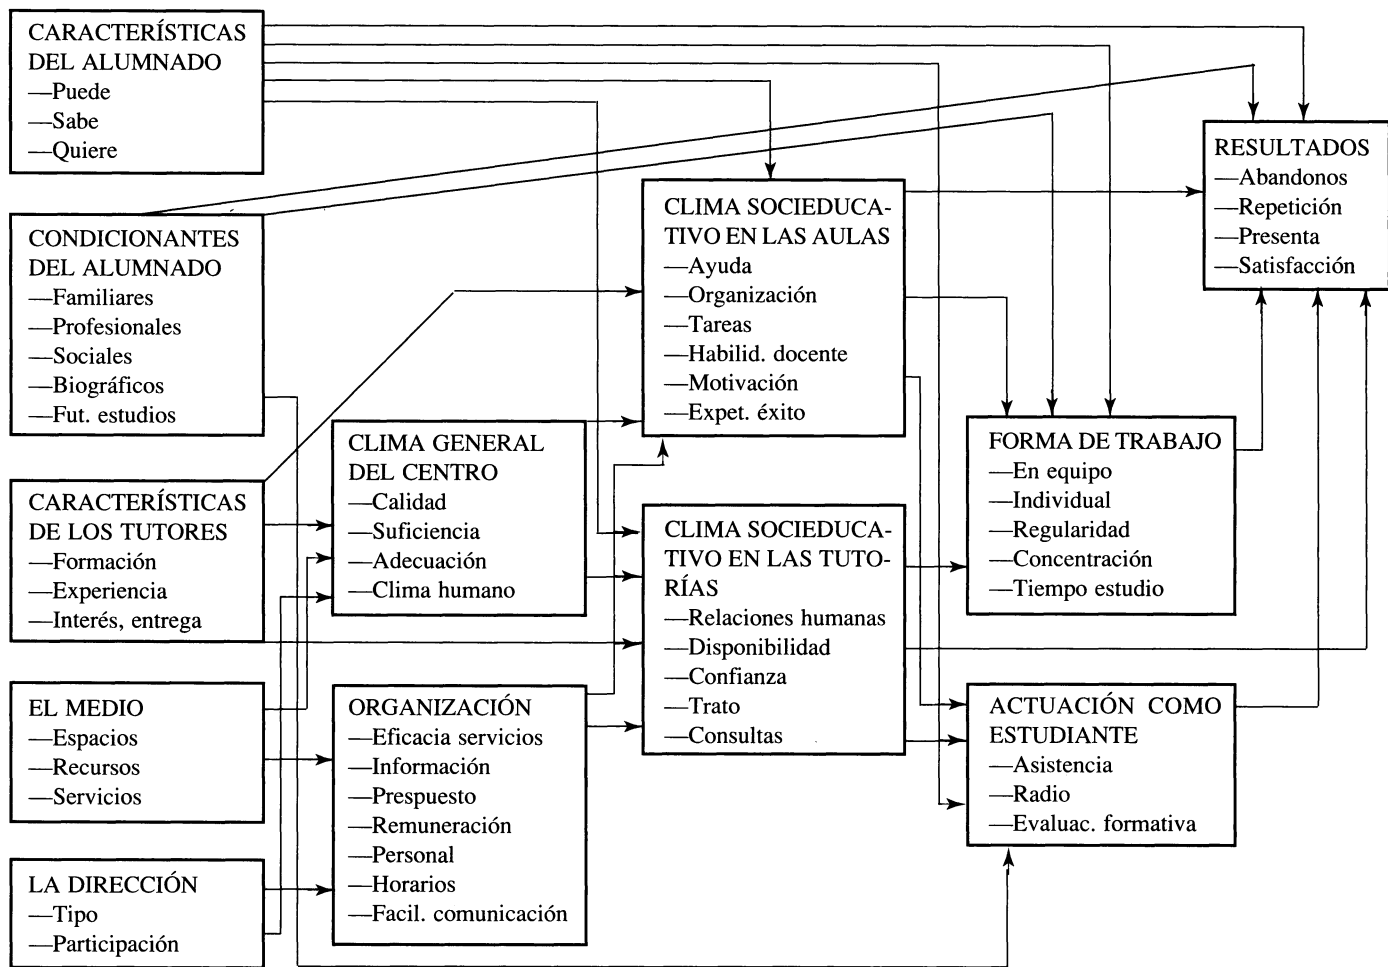 CARACTERÍSTICAS
DEL ALUMNADO
—Puede
—Sabe
—Quiere
CONDICIONANTES
DEL ALUMNADO
—Familiares
—Profesionales
—Sociales
—Biográficos
—Fut. estudios
CARACTERÍSTICAS
DE LOS TUTORES
—Formación
—Experiencia
—Interés, entrega
EL MEDIO
—Espacios
—Recursos
—Servicios
LA DIRECCIÓN
—Tipo
—Participación
CLIMA GENERAL
DEL CENTRO
—Calidad
—Suficiencia
—Adecuación
—Clima humano
ORGANIZACIÓN
—Eficacia servicios
—Información
—Prespuesto
—Remuneración
—Personal
—Horarios
—Facil. comunicación
CLIMA SOCIEDUCA-
TIVO EN LAS AULAS
—Ayuda
—Organización
—Tareas
—Habilid. docente
—Motivación
—Expet. éxito
CLIMA SOCIEDUCA-
TIVO EN LAS TUTO-
RÍAS
—Relaciones humanas
—Disponibilidad
—Confianza
—Trato
—Consultas
RESULTADOS
—Abandonos
—Repetición
—Presenta
—Satisfacción
FORMA DE TRABAJO
—En equipo
—Individual
—Regularidad
—Concentración
—Tiempo estudio
ACTUACIÓN COMO
ESTUDIANTE
—Asistencia
—Radio
—Evaluac. formativa